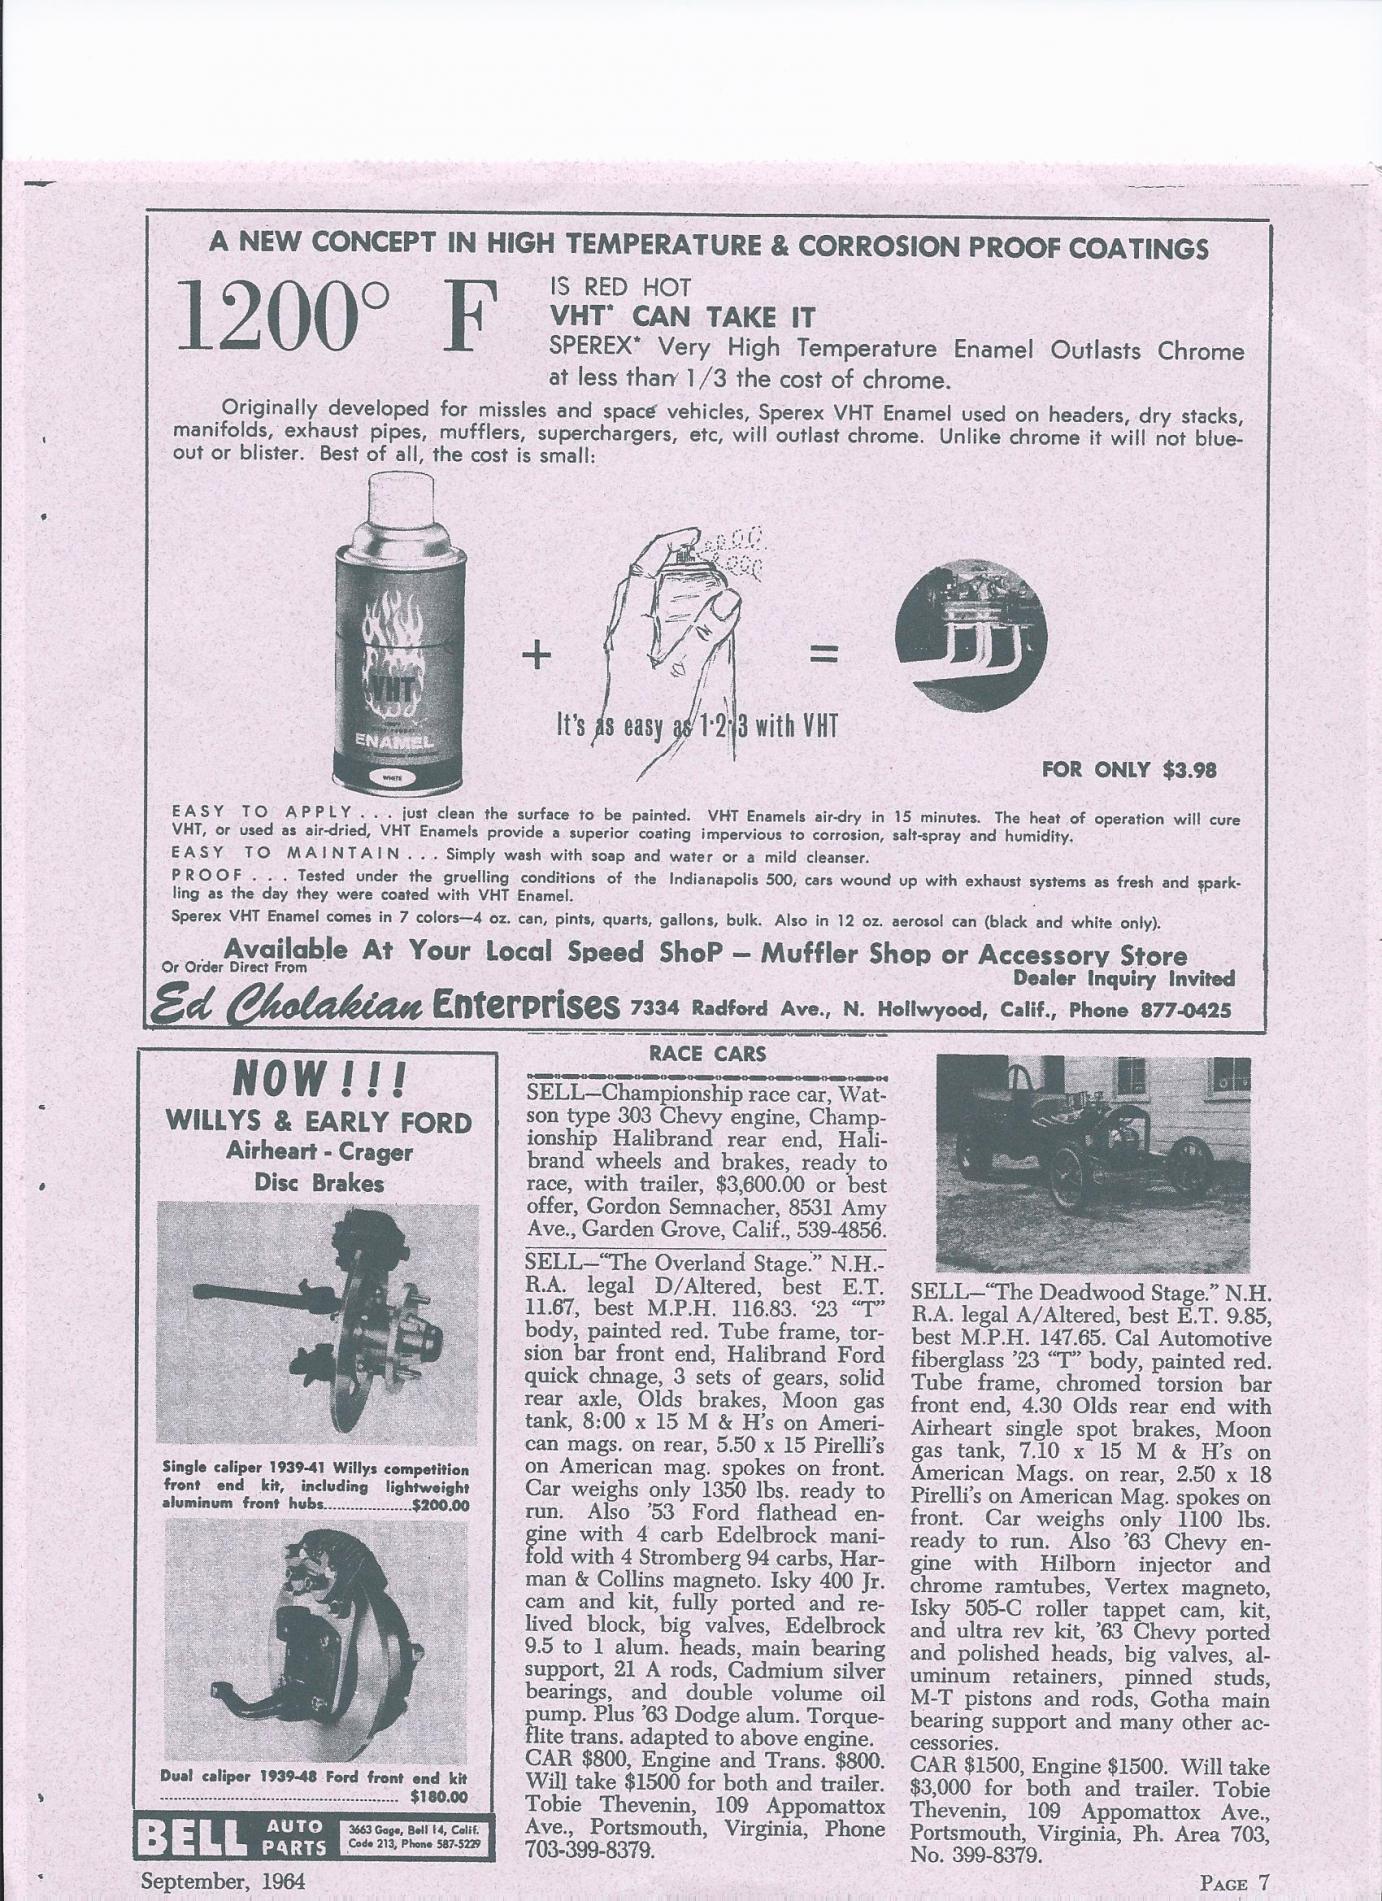 A NEW CONCEPT IN HIGH TEMPERATURE & CORROSION PROOF COATINGS
1200° F
IS RED HOT
VHT* CAN TAKE IT
SPEREX* Very High Temperature Enamel Outlasts Chrome
at less than 1/3 the cost of chrome.
Originally developed for missles and space vehicles, Sperex VHT Enamel used on headers, dry stacks,
manifolds, exhaust pipes, mufflers, superchargers, etc, will outlast chrome. Unlike chrome it will not blue-
out or blister. Best of all, the cost is small:
VHT
ENAMEL
WHITE
+
=
It's as easy as 1·2·3 with VHT
FOR ONLY $3.98
EASY TO APPLY . . . just clean the surface to be painted. VHT Enamels air-dry in 15 minutes. The heat of operation will cure
VHT, or used as air-dried, VHT Enamels provide a superior coating impervious to corrosion, salt-spray and humidity.
EASY TO MAINTAIN . . . Simply wash with soap and water or a mild cleanser.
PROOF . . . Tested under the gruelling conditions of the Indianapolis 500, cars wound up with exhaust systems as fresh and spark-
ling as the day they were coated with VHT Enamel.
Sperex VHT Enamel comes in 7 colors—4 oz. can, pints, quarts, gallons, bulk. Also in 12 oz. aerosol can (black and white only).
Available At Your Local Speed ShoP – Muffler Shop or Accessory Store
Or Order Direct From
Dealer Inquiry Invited
Ed Cholakian Enterprises 7334 Radford Ave., N. Hollwyood, Calif., Phone 877-0425
NOW!!!
WILLYS & EARLY FORD
Airheart - Crager
Disc Brakes
Single caliper 1939-41 Willys competition
front end kit, including lightweight
aluminum front hubs...............$200.00
Dual caliper 1939-48 Ford front end kit
.................................................. $180.00
BELL AUTO PARTS
3663 Gage, Bell 14, Calif.
Code 213, Phone 587-5229
RACE CARS
SELL—Championship race car, Wat-
son type 303 Chevy engine, Champ-
ionship Halibrand rear end, Hali-
brand wheels and brakes, ready to
race, with trailer, $3,600.00 or best
offer, Gordon Semnacher, 8531 Amy
Ave., Garden Grove, Calif., 539-4856.
SELL—“The Overland Stage.” N.H.-
R.A. legal D/Altered, best E.T.
11.67, best M.P.H. 116.83. ‘23 “T”
body, painted red. Tube frame, tor-
sion bar front end, Halibrand Ford
quick chnage, 3 sets of gears, solid
rear axle, Olds brakes, Moon gas
tank, 8:00 x 15 M & H’s on Ameri-
can mags. on rear, 5.50 x 15 Pirelli’s
on American mag. spokes on front.
Car weighs only 1350 lbs. ready to
run. Also ’53 Ford flathead en-
gine with 4 carb Edelbrock mani-
fold with 4 Stromberg 94 carbs, Har-
man & Collins magneto. Isky 400 Jr.
cam and kit, fully ported and re-
lived block, big valves, Edelbrock
9.5 to 1 alum. heads, main bearing
support, 21 A rods, Cadmium silver
bearings, and double volume oil
pump. Plus ’63 Dodge alum. Torque-
flite trans. adapted to above engine.
CAR $800, Engine and Trans. $800.
Will take $1500 for both and trailer.
Tobie Thevenin, 109 Appomattox
Ave., Portsmouth, Virginia, Phone
703-399-8379.
SELL—“The Deadwood Stage.” N.H.
R.A. legal A/Altered, best E.T. 9.85,
best M.P.H. 147.65. Cal Automotive
fiberglass ’23 “T” body, painted red.
Tube frame, chromed torsion bar
front end, 4.30 Olds rear end with
Airheart single spot brakes, Moon
gas tank, 7.10 x 15 M & H’s on
American Mags. on rear, 2.50 x 18
Pirelli’s on American Mag. spokes on
front. Car weighs only 1100 lbs.
ready to run. Also ’63 Chevy en-
gine with Hilborn injector and
chrome ramtubes, Vertex magneto,
Isky 505-C roller tappet cam, kit,
and ultra rev kit, ’63 Chevy ported
and polished heads, big valves, al-
uminum retainers, pinned studs,
M-T pistons and rods, Gotha main
bearing support and many other ac-
cessories.
CAR $1500, Engine $1500. Will take
$3,000 for both and trailer. Tobie
Thevenin, 109 Appomattox Ave.,
Portsmouth, Virginia, Ph. Area 703,
No. 399-8379.
September, 1964
PAGE 7